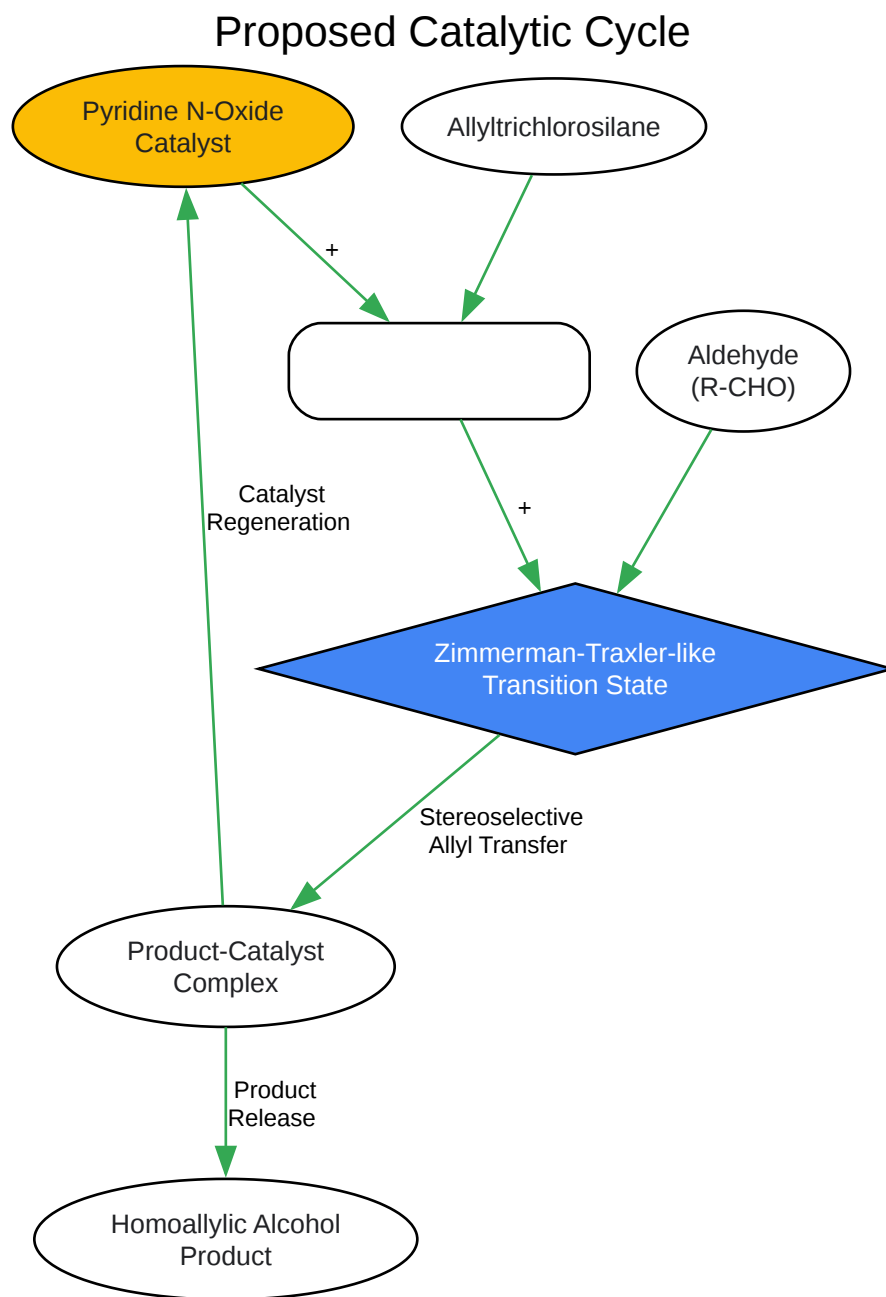 Proposed Catalytic Cycle
Pyridine N-Oxide
Catalyst
Allyltrichlorosilane
+
Aldehyde
(R-CHO)
Catalyst
Regeneration
+
Zimmerman-Traxler-like
Transition State
Stereoselective
Allyl Transfer
Product-Catalyst
Complex
Product
Release
Homoallylic Alcohol
Product